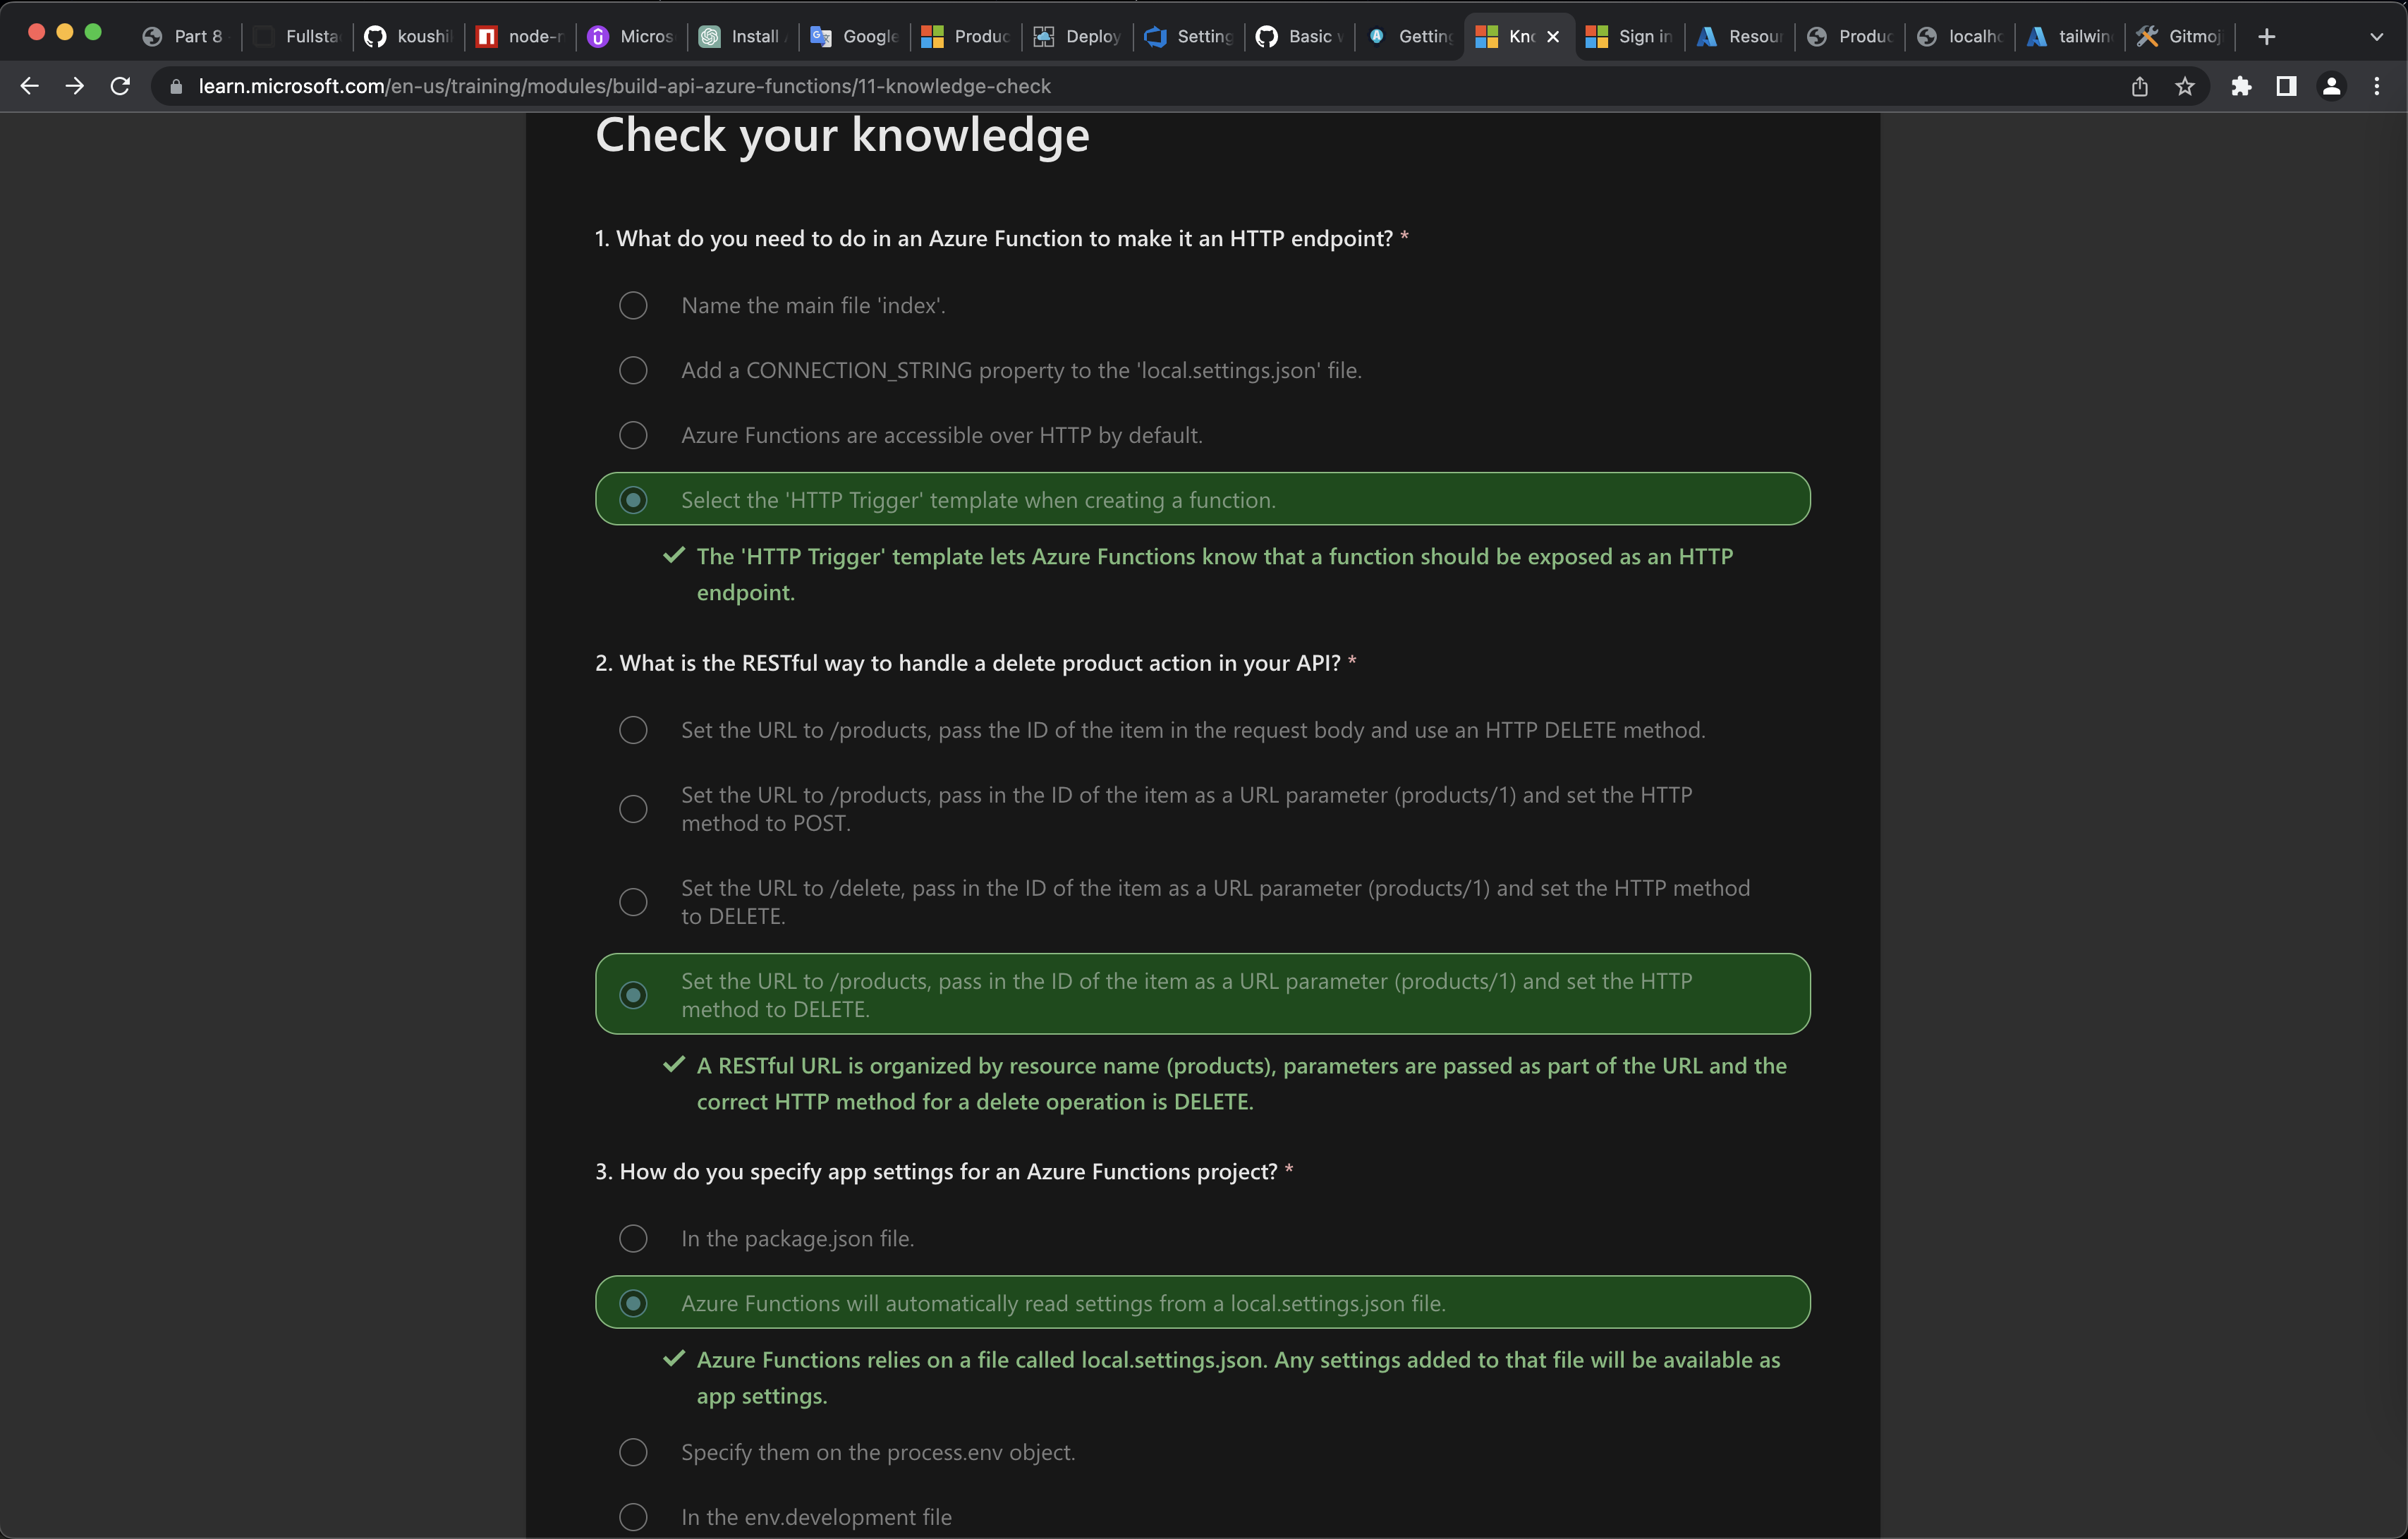 Part 8
Fullsta
koushi
node-r
Micros
Install
Google
Produc
Deploy
Setting
Basic
Getting
Kno
Sign in
Resour
Produc
localho
tailwin
Gitmoj
learn.microsoft.com/en-us/training/modules/build-api-azure-functions/11-knowledge-check
Check your knowledge
1. What do you need to do in an Azure Function to make it an HTTP endpoint? *
Name the main file 'index'.
Add a CONNECTION_STRING property to the 'local.settings.json' file.
Azure Functions are accessible over HTTP by default.
Select the 'HTTP Trigger' template when creating a function.
The 'HTTP Trigger' template lets Azure Functions know that a function should be exposed as an HTTP
endpoint.
2. What is the RESTful way to handle a delete product action in your API? *
Set the URL to /products, pass the ID of the item in the request body and use an HTTP DELETE method.
Set the URL to /products, pass in the ID of the item as a URL parameter (products/1) and set the HTTP
method to POST.
Set the URL to /delete, pass in the ID of the item as a URL parameter (products/1) and set the HTTP method
to DELETE.
Set the URL to /products, pass in the ID of the item as a URL parameter (products/1) and set the HTTP
method to DELETE.
A RESTful URL is organized by resource name (products), parameters are passed as part of the URL and the
correct HTTP method for a delete operation is DELETE.
3. How do you specify app settings for an Azure Functions project? *
In the package.json file.
Azure Functions will automatically read settings from a local.settings.json file.
Azure Functions relies on a file called local.settings.json. Any settings added to that file will be available as
app settings.
Specify them on the process.env object.
In the env.development file